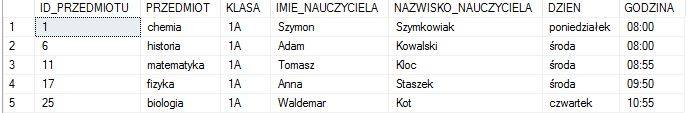 ID_PRZEDMIOTU PRZEDMIOT KLASA IMIE_NAUCZYCIELA NAZWISKO_NAUCZYCIELA DZIEN GODZINA
1 1 chemia 1A Szymon Szymkowiak poniedziałek 08:00
2 6 historia 1A Adam Kowalski środa 08:00
3 11 matematyka 1A Tomasz Kloc środa 08:55
4 17 fizyka 1A Anna Staszek środa 09:50
5 25 biologia 1A Waldemar Kot czwartek 10:55